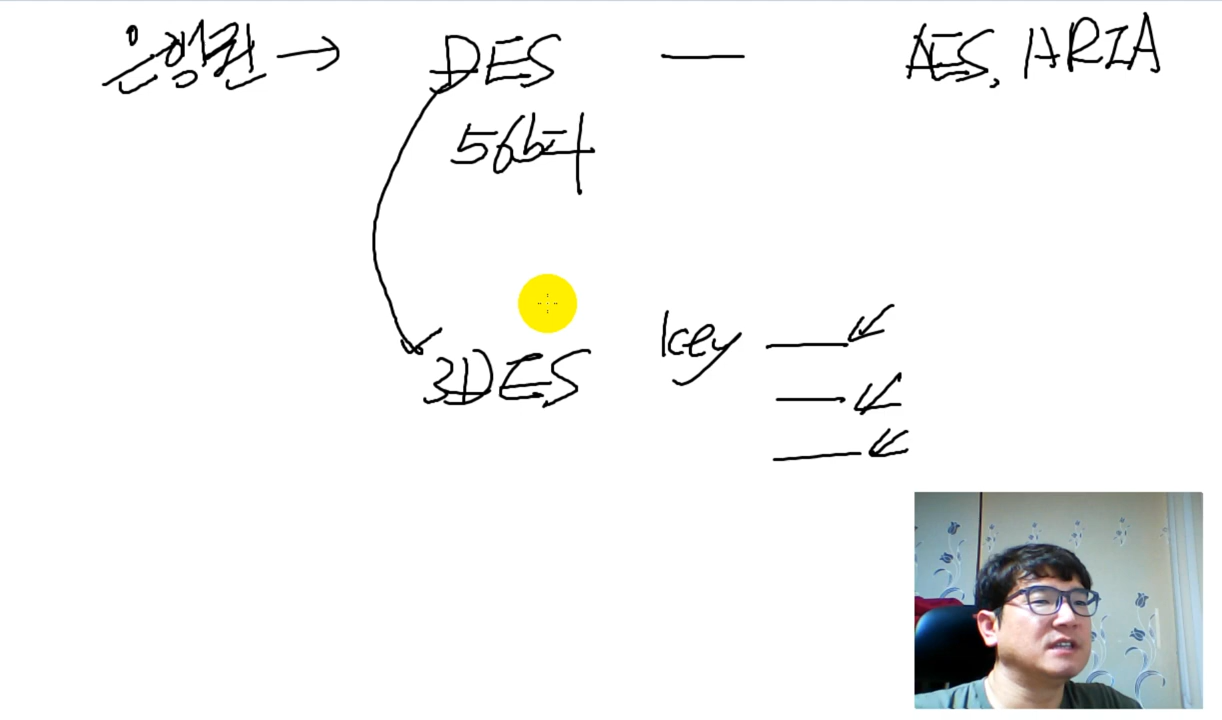 은행권 → DES — AES, ARIA
56bit
3DES key